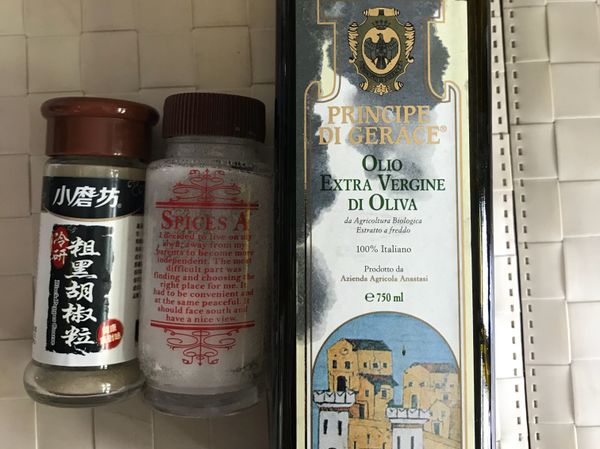 小磨坊
冷研
粗黑胡椒粒
SPICES A
I decided to live on my
own, away from my
parents to become more
independent. The most
difficult part was
finding and choosing the
right place for me. It
had to be convenient and
at the same peaceful. It
should face south and
have a nice view.
PRINCIPE
DI GERACE®
OLIO
EXTRA VERGINE
DI OLIVA
da Agricoltura Biologica
Estratto a freddo
100% Italiano
Prodotto da
Azienda Agricola Anastasi
℮ 750 ml